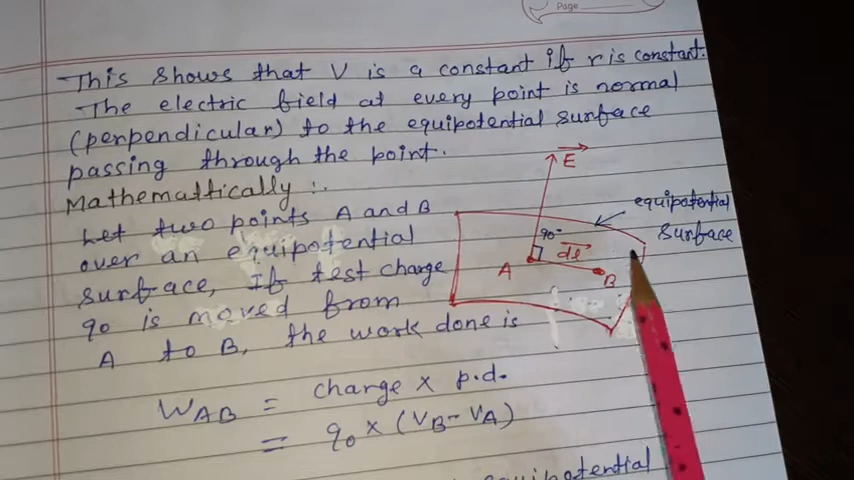 Page
This shows that V is a constant if r is constant.
The electric field at every point is normal
(perpendicular) to the equipotential surface
passing through the point.
Mathemattically :.
Let two points A and B
over an equipotential
surface, If test charge
q0 is moved from
A to B, the work done is
E
equipotential
surface
90°
dl
A
B
WAB = charge × p.d.
= q0 × (VB - VA)
equipotential